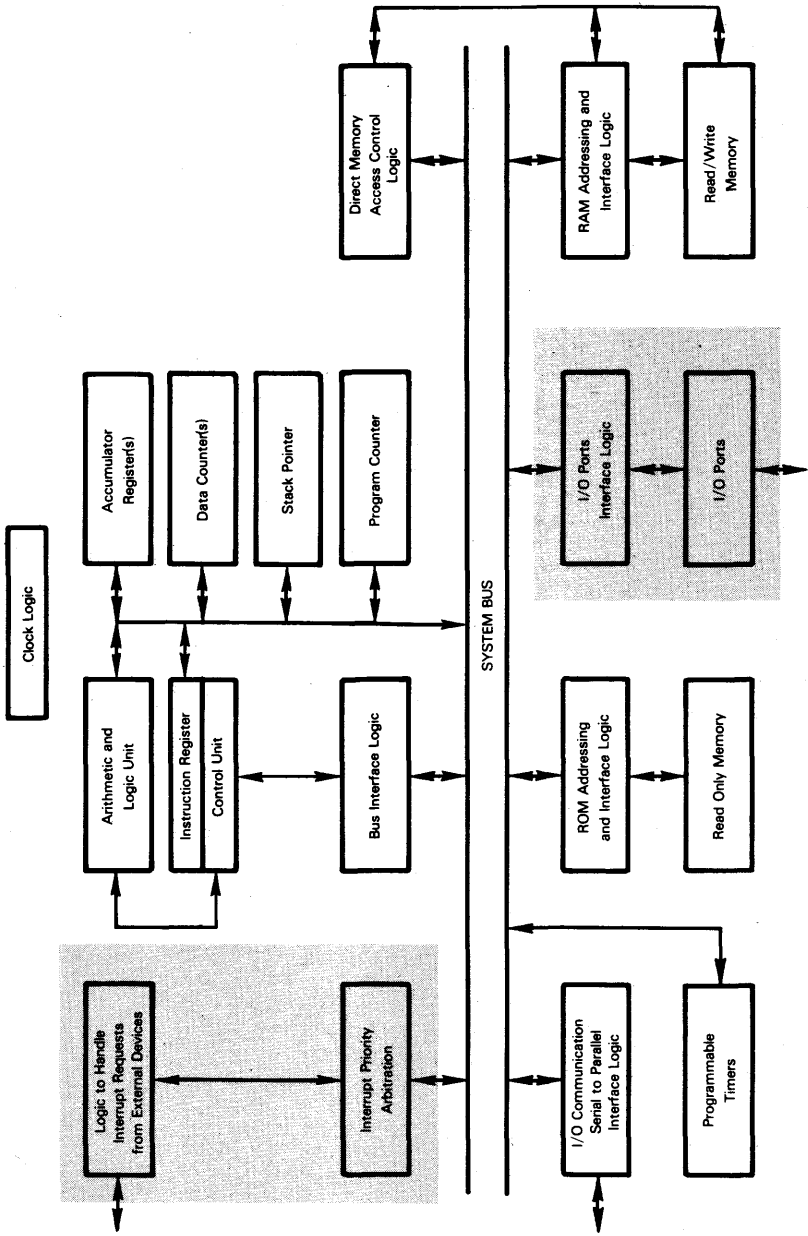 Clock Logic
Logic to Handle
Interrupt Requests
from External Devices
Arithmetic and
Logic Unit
Accumulator
Register(s)
Instruction Register
Control Unit
Data Counter(s)
Stack Pointer
Interrupt Priority
Arbitration
Bus Interface Logic
Program Counter
Direct Memory
Access Control
Logic
SYSTEM BUS
I/O Communication
Serial to Parallel
Interface Logic
ROM Addressing
and Interface Logic
I/O Ports
Interface Logic
RAM Addressing and
Interface Logic
Programmable
Timers
Read Only Memory
I/O Ports
Read/Write
Memory